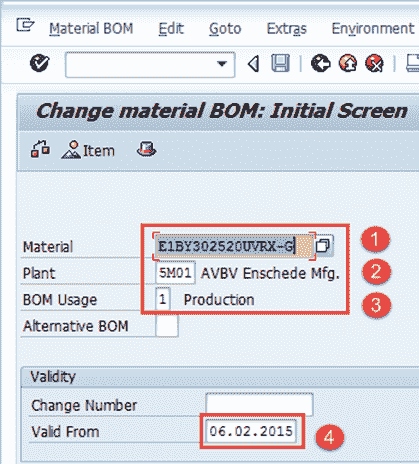 Material BOM Edit Goto Extras Environment
Change material BOM: Initial Screen
Item
Material E1BY302520UVRX-G 1
Plant 5M01 AVBV Enschede Mfg. 2
BOM Usage 1 Production 3
Alternative BOM
Validity
Change Number
Valid From 06.02.2015 4